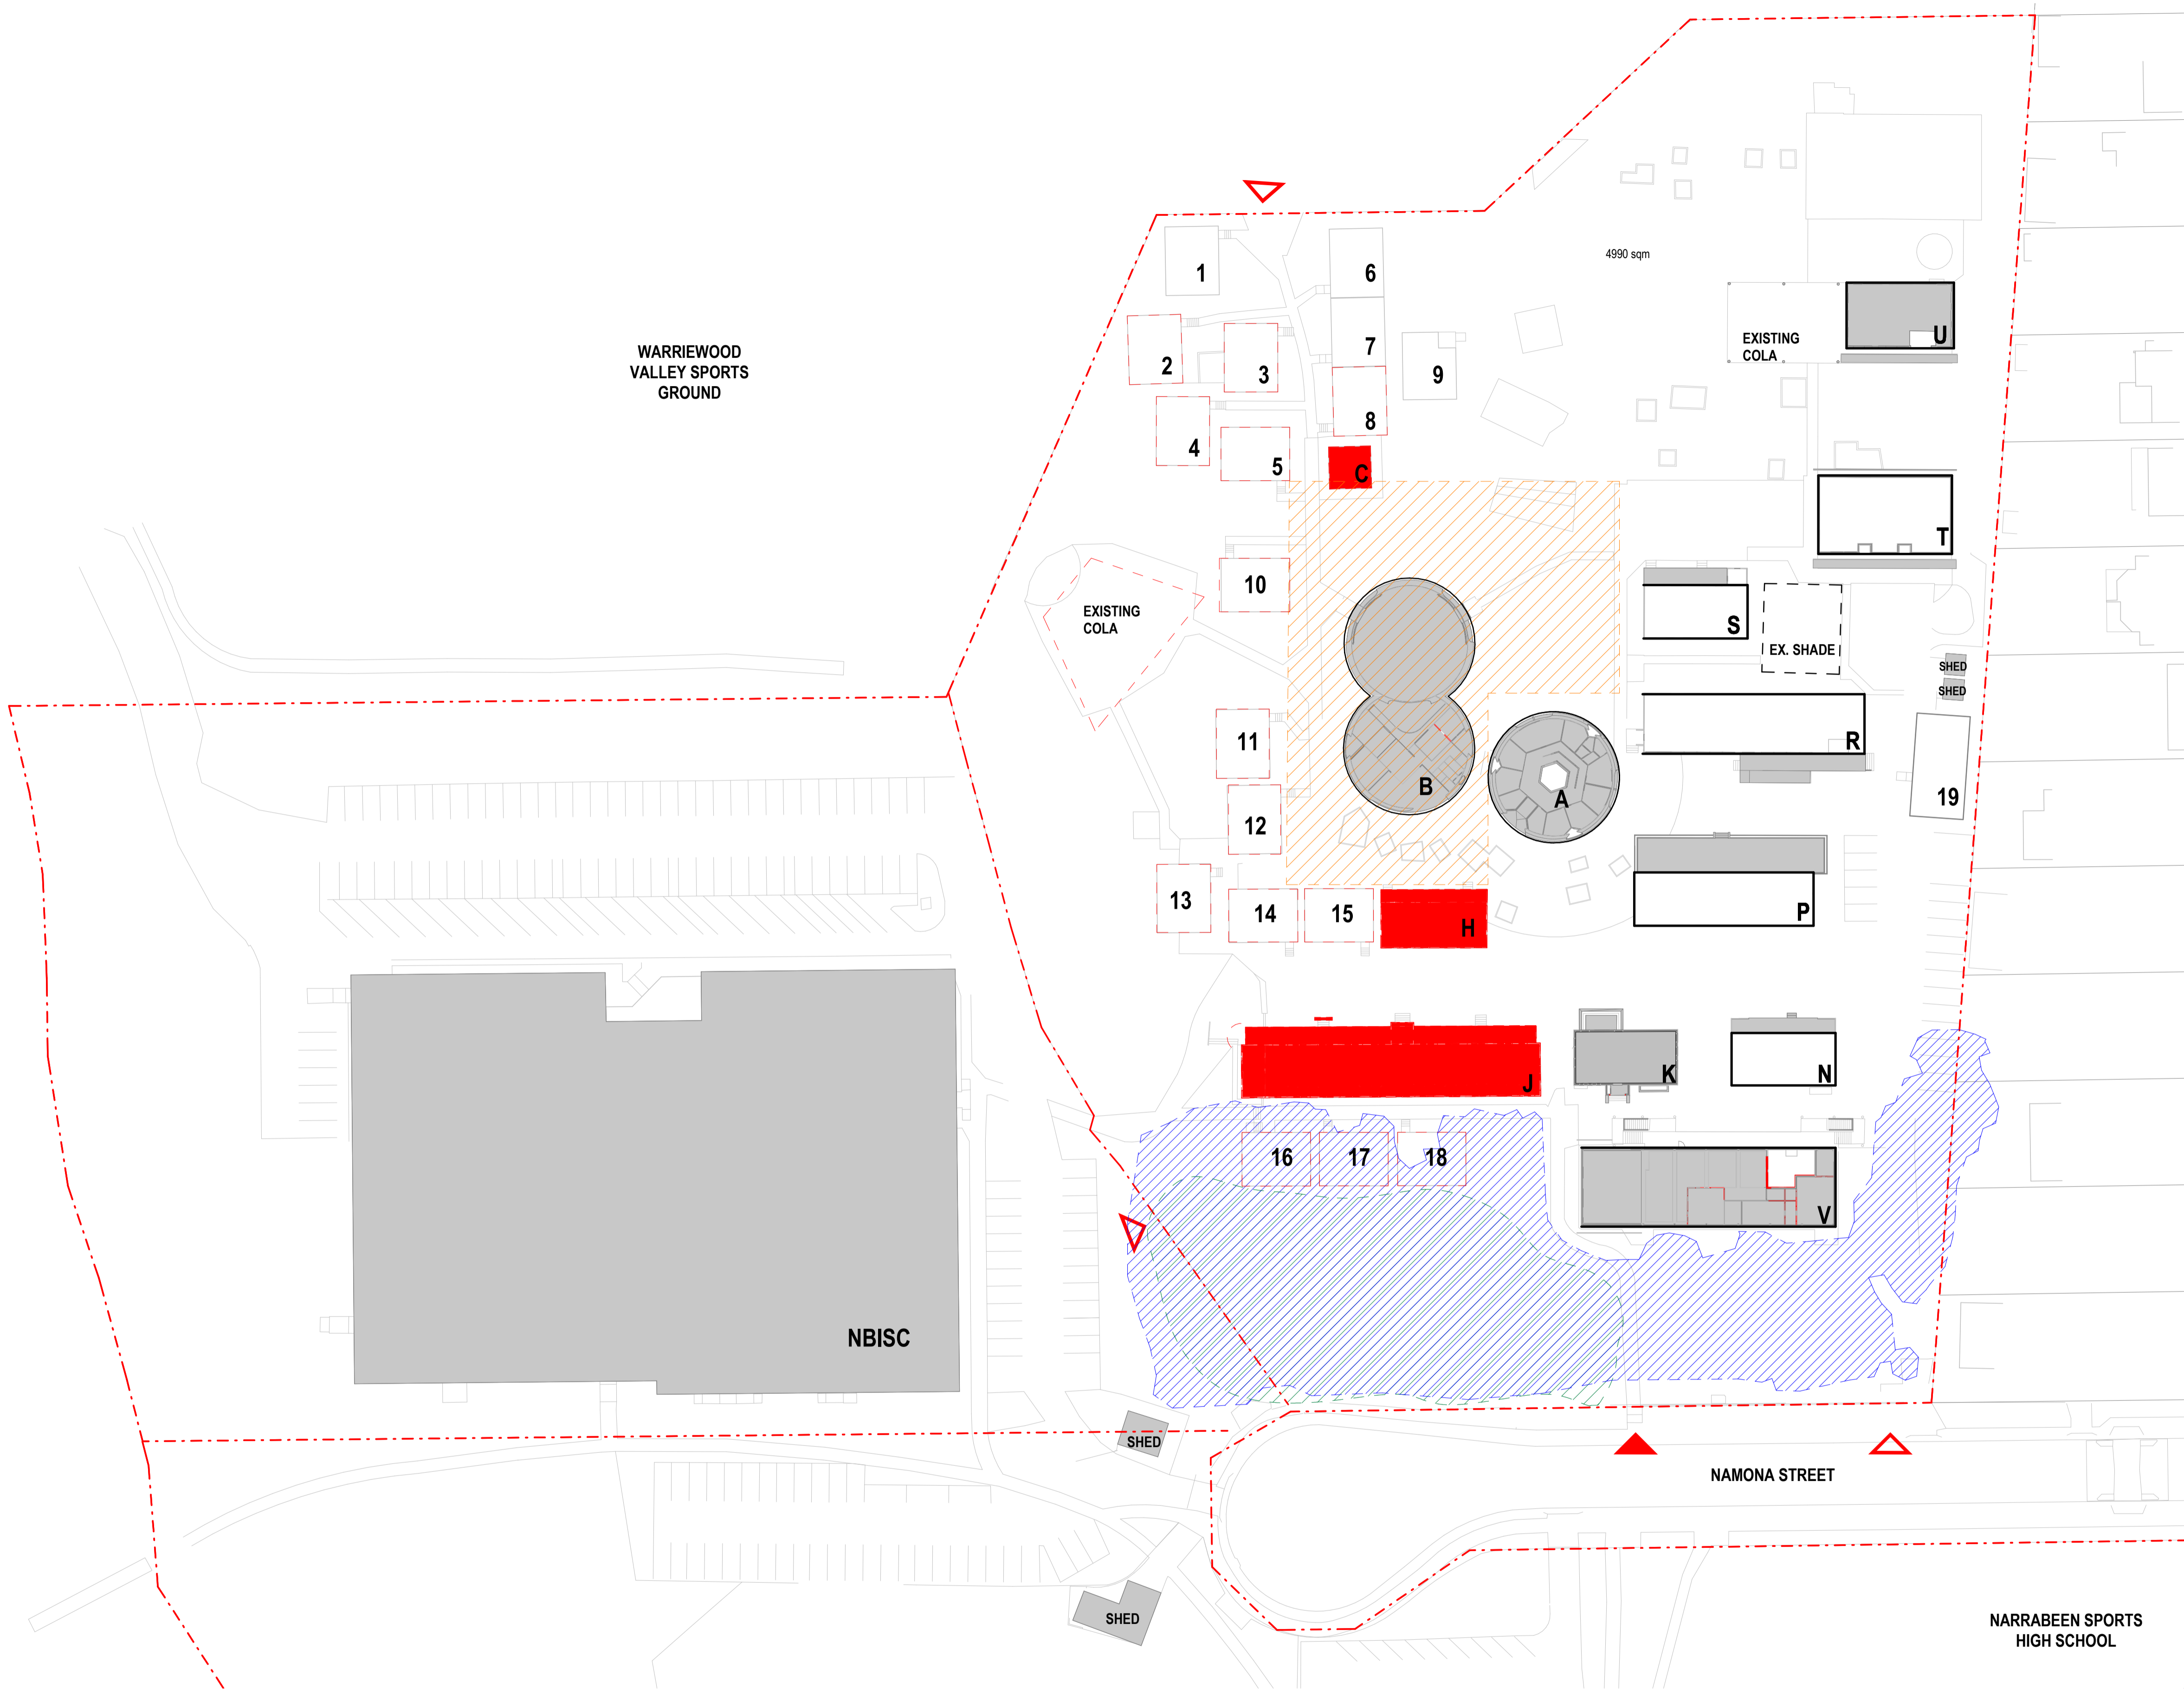 4990 sqm
1
6
WARRIEWOOD
VALLEY SPORTS
GROUND
2
3
7
9
EXISTING
COLA
U
4
5
8
C
T
10
EXISTING
COLA
S
EX. SHADE
SHED
SHED
11
B
A
R
19
12
13
14
15
H
P
J
K
N
16
17
18
V
NBISC
SHED
NAMONA STREET
SHED
NARRABEEN SPORTS
HIGH SCHOOL